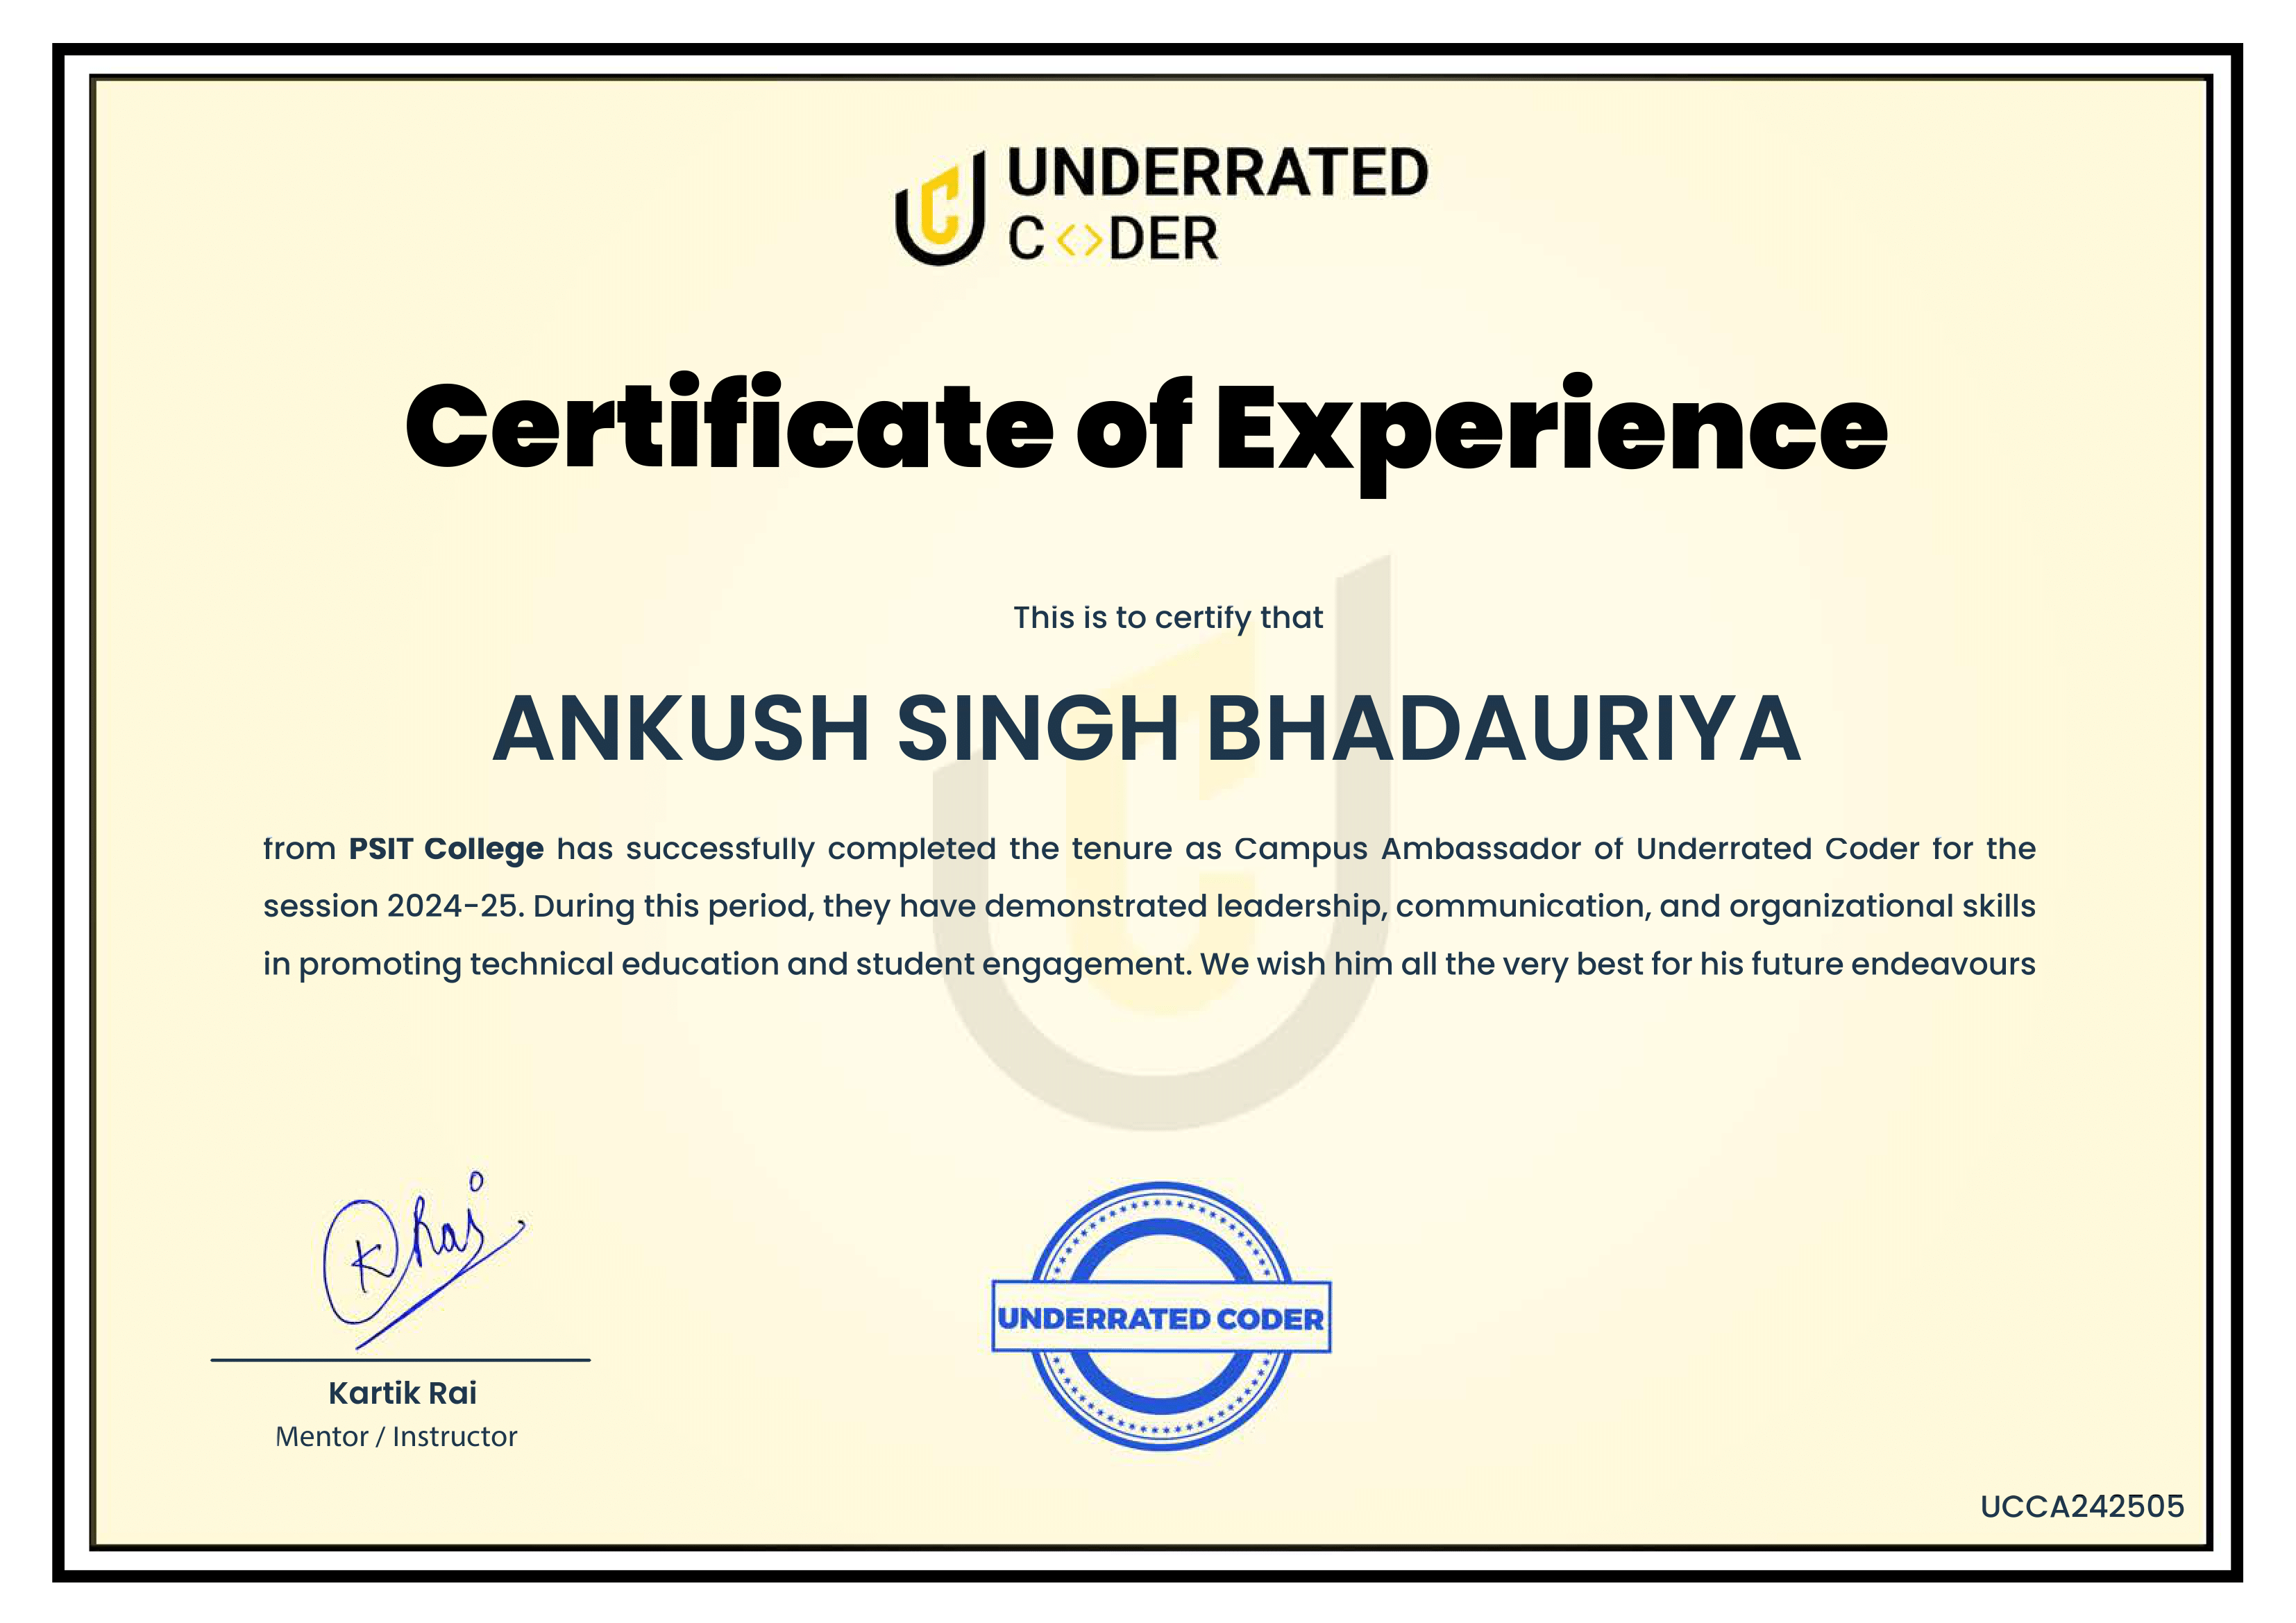 UNDERRATED
C<>DER
Certificate of Experience
This is to certify that
ANKUSH SINGH BHADAURIYA
from PSIT College has successfully completed the tenure as Campus Ambassador of Underrated Coder for the
session 2024-25. During this period, they have demonstrated leadership, communication, and organizational skills
in promoting technical education and student engagement. We wish him all the very best for his future endeavours
K Rai
Kartik Rai
Mentor / Instructor
UNDERRATED CODER
UCCA242505